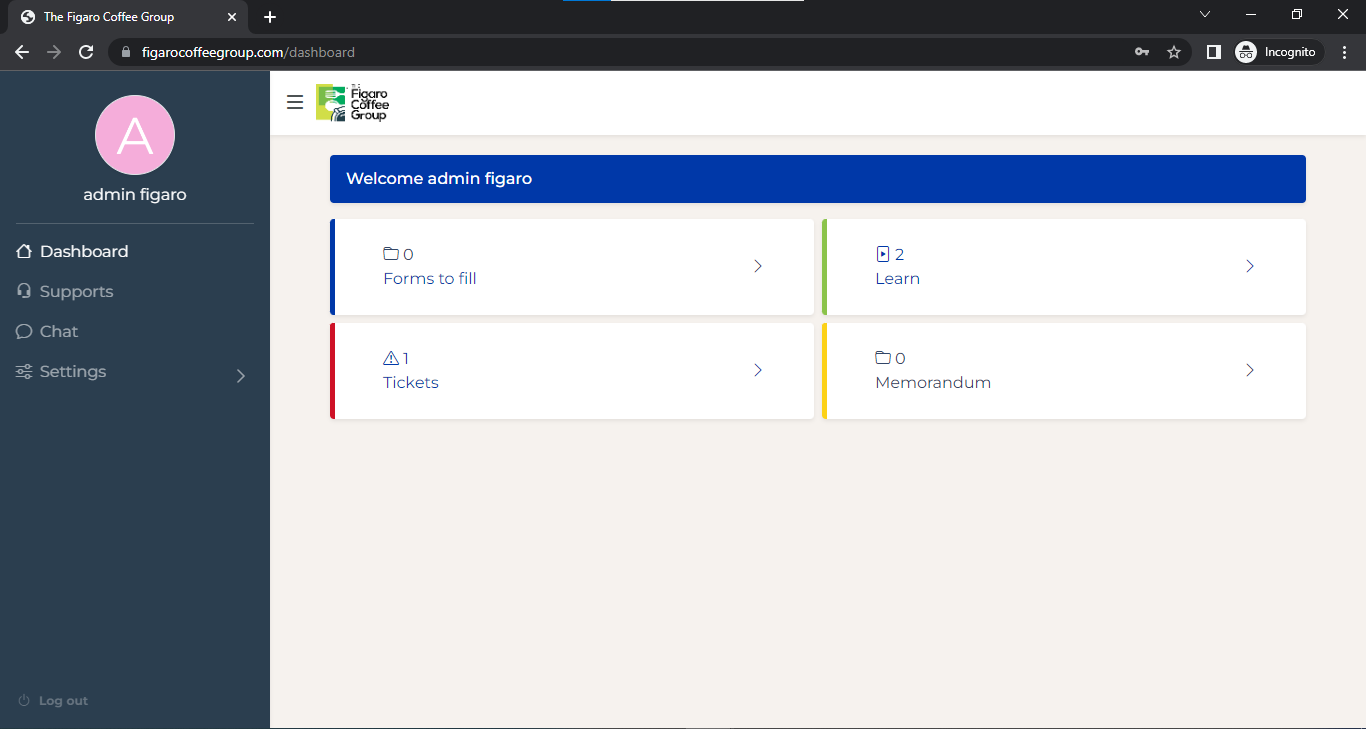 The Figaro Coffee Group
figarocoffeegroup.com/dashboard
Incognito
A
admin figaro
Dashboard
Supports
Chat
Settings
Log out
The
Figaro
Coffee
Group
Welcome admin figaro
0
Forms to fill
2
Learn
1
Tickets
0
Memorandum